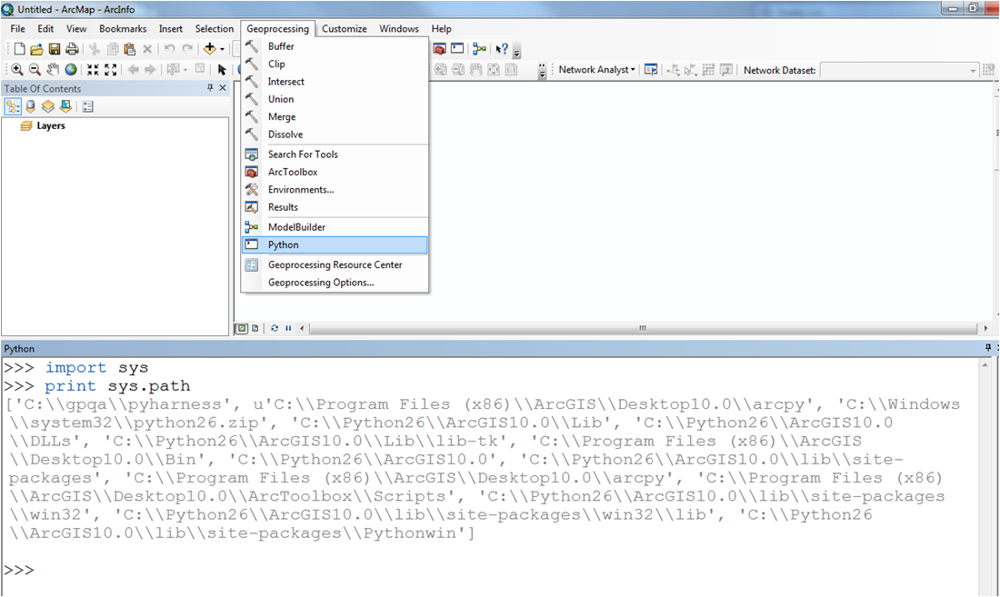 Untitled - ArcMap - ArcInfo
File Edit View Bookmarks Insert Selection Geoprocessing Customize Windows Help
Network Analyst Network Dataset:
Table Of Contents
Layers
Buffer
Clip
Intersect
Union
Merge
Dissolve
Search For Tools
ArcToolbox
Environments...
Results
ModelBuilder
Python
Geoprocessing Resource Center
Geoprocessing Options...
Python
>>> import sys
>>> print sys.path
['C:\\gpqa\\pyharness', u'C:\\Program Files (x86)\\ArcGIS\\Desktop10.0\\arcpy', 'C:\\Windows
\\system32\\python26.zip', 'C:\\Python26\\ArcGIS10.0\\Lib', 'C:\\Python26\\ArcGIS10.0
\\DLLs', 'C:\\Python26\\ArcGIS10.0\\Lib\\lib-tk', 'C:\\Program Files (x86)\\ArcGIS
\\Desktop10.0\\Bin', 'C:\\Python26\\ArcGIS10.0', 'C:\\Python26\\ArcGIS10.0\\lib\\site-
packages', 'C:\\Program Files (x86)\\ArcGIS\\Desktop10.0\\arcpy', 'C:\\Program Files (x86)
\\ArcGIS\\Desktop10.0\\ArcToolbox\\Scripts', 'C:\\Python26\\ArcGIS10.0\\lib\\site-packages
\\win32', 'C:\\Python26\\ArcGIS10.0\\lib\\site-packages\\win32\\lib', 'C:\\Python26
\\ArcGIS10.0\\lib\\site-packages\\Pythonwin']
>>>